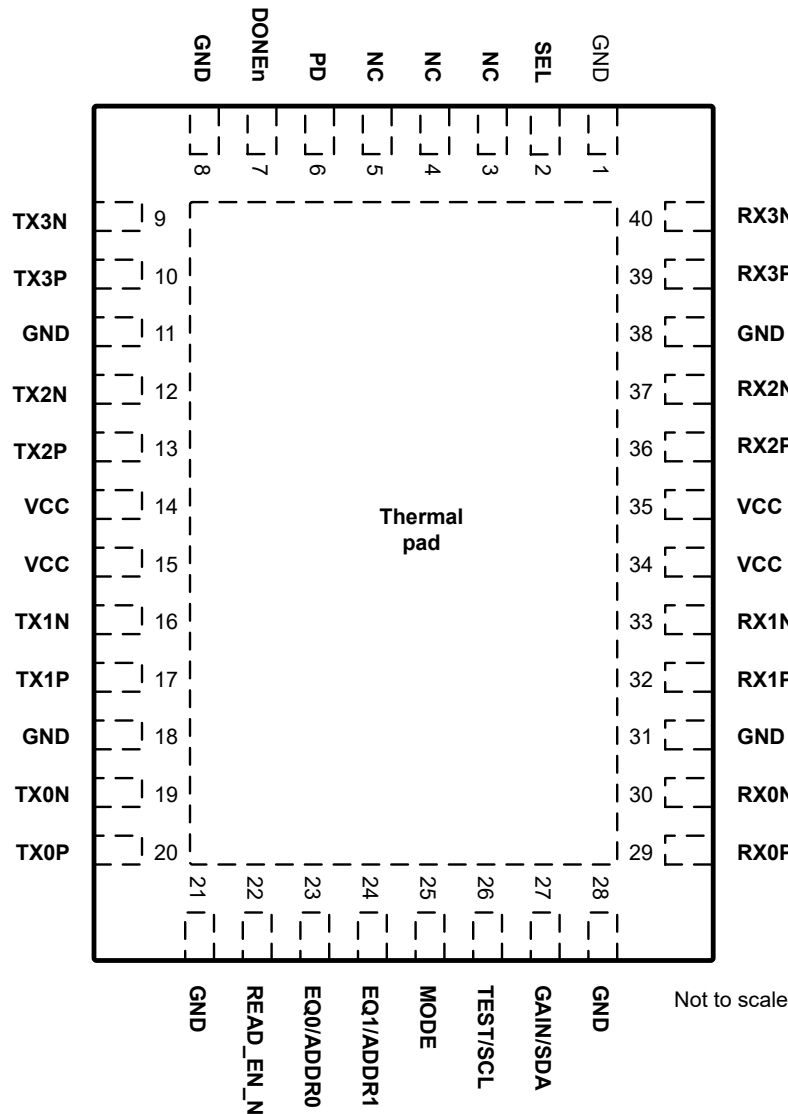 GND
DONEn
PD
NC
NC
NC
SEL
GND
8
7
6
5
4
3
2
1
TX3N 9
TX3P 10
GND 11
TX2N 12
TX2P 13
VCC 14
VCC 15
TX1N 16
TX1P 17
GND 18
TX0N 19
TX0P 20
Thermal
pad
40 RX3N
39 RX3P
38 GND
37 RX2N
36 RX2P
35 VCC
34 VCC
33 RX1N
32 RX1P
31 GND
30 RX0N
29 RX0P
21
22
23
24
25
26
27
28
GND
READ_EN_N
EQ0/ADDR0
EQ1/ADDR1
MODE
TEST/SCL
GAIN/SDA
GND
Not to scale